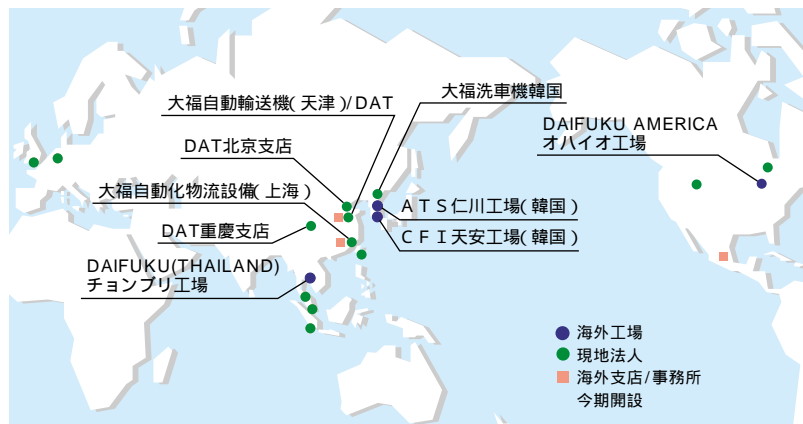 大福自動輸送機(天津)/DAT
大福洗車機韓国
DAIFUKU AMERICA
オハイオ工場
DAT北京支店
大福自動化物流設備(上海)
ATS仁川工場(韓国)
DAT重慶支店
CFI天安工場(韓国)
DAIFUKU(THAILAND)
チョンブリ工場
海外工場
現地法人
海外支店/事務所
今期開設